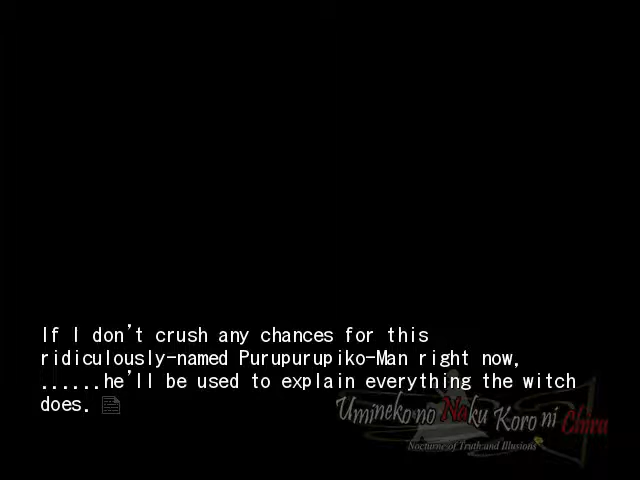 If I don't crush any chances for this
ridiculously-named Purupurupiko-Man right now,
......he'll be used to explain everything the witch
does.
Umineko no Naku Koro ni Chiru
Nocturne of Truth and Illusions